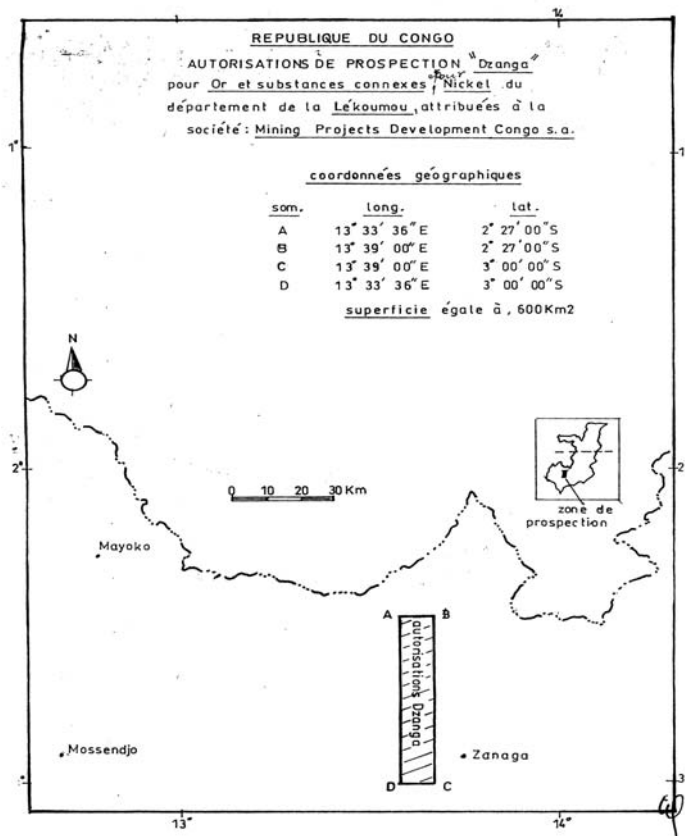 14
REPUBLIQUE DU CONGO
AUTORISATIONS DE PROSPECTION "Dzanga"
pour Or et substances connexes, pour Nickel du
département de la Lékoumou, attribuées à la
société: Mining Projects Development Congo s.a.
1°
1
coordonnées géographiques
som. long. lat.
A 13° 33' 36" E 2° 27' 00" S
B 13° 39' 00" E 2° 27' 00" S
C 13° 39' 00" E 3° 00' 00" S
D 13° 33' 36" E 3° 00' 00" S
superficie égale à, 600Km2
N
2°
2
0 10 20 30 Km
zone de
prospection
Mayoko
A B
autorisations Dzanga
Mossendjo
Zanaga
D C
3
13°
14°